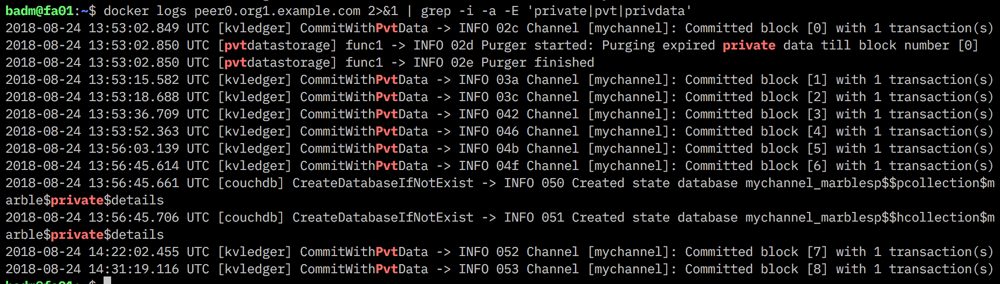 badm@fa01:~$ docker logs peer0.org1.example.com 2>&1 | grep -i -a -E 'private|pvt|privdata'
2018-08-24 13:53:02.849 UTC [kvledger] CommitWithPvtData -> INFO 02c Channel [mychannel]: Committed block [0] with 1 transaction(s)
2018-08-24 13:53:02.850 UTC [pvtdatastorage] func1 -> INFO 02d Purger started: Purging expired private data till block number [0]
2018-08-24 13:53:02.850 UTC [pvtdatastorage] func1 -> INFO 02e Purger finished
2018-08-24 13:53:15.582 UTC [kvledger] CommitWithPvtData -> INFO 03a Channel [mychannel]: Committed block [1] with 1 transaction(s)
2018-08-24 13:53:18.688 UTC [kvledger] CommitWithPvtData -> INFO 03c Channel [mychannel]: Committed block [2] with 1 transaction(s)
2018-08-24 13:53:36.709 UTC [kvledger] CommitWithPvtData -> INFO 042 Channel [mychannel]: Committed block [3] with 1 transaction(s)
2018-08-24 13:53:52.363 UTC [kvledger] CommitWithPvtData -> INFO 046 Channel [mychannel]: Committed block [4] with 1 transaction(s)
2018-08-24 13:56:03.139 UTC [kvledger] CommitWithPvtData -> INFO 04b Channel [mychannel]: Committed block [5] with 1 transaction(s)
2018-08-24 13:56:45.614 UTC [kvledger] CommitWithPvtData -> INFO 04f Channel [mychannel]: Committed block [6] with 1 transaction(s)
2018-08-24 13:56:45.661 UTC [couchdb] CreateDatabaseIfNotExist -> INFO 050 Created state database mychannel_marblesp$$pcollection$m
arble$private$details
2018-08-24 13:56:45.706 UTC [couchdb] CreateDatabaseIfNotExist -> INFO 051 Created state database mychannel_marblesp$$hcollection$m
arble$private$details
2018-08-24 14:22:02.455 UTC [kvledger] CommitWithPvtData -> INFO 052 Channel [mychannel]: Committed block [7] with 1 transaction(s)
2018-08-24 14:31:19.116 UTC [kvledger] CommitWithPvtData -> INFO 053 Channel [mychannel]: Committed block [8] with 1 transaction(s)
badm@fa01:~$